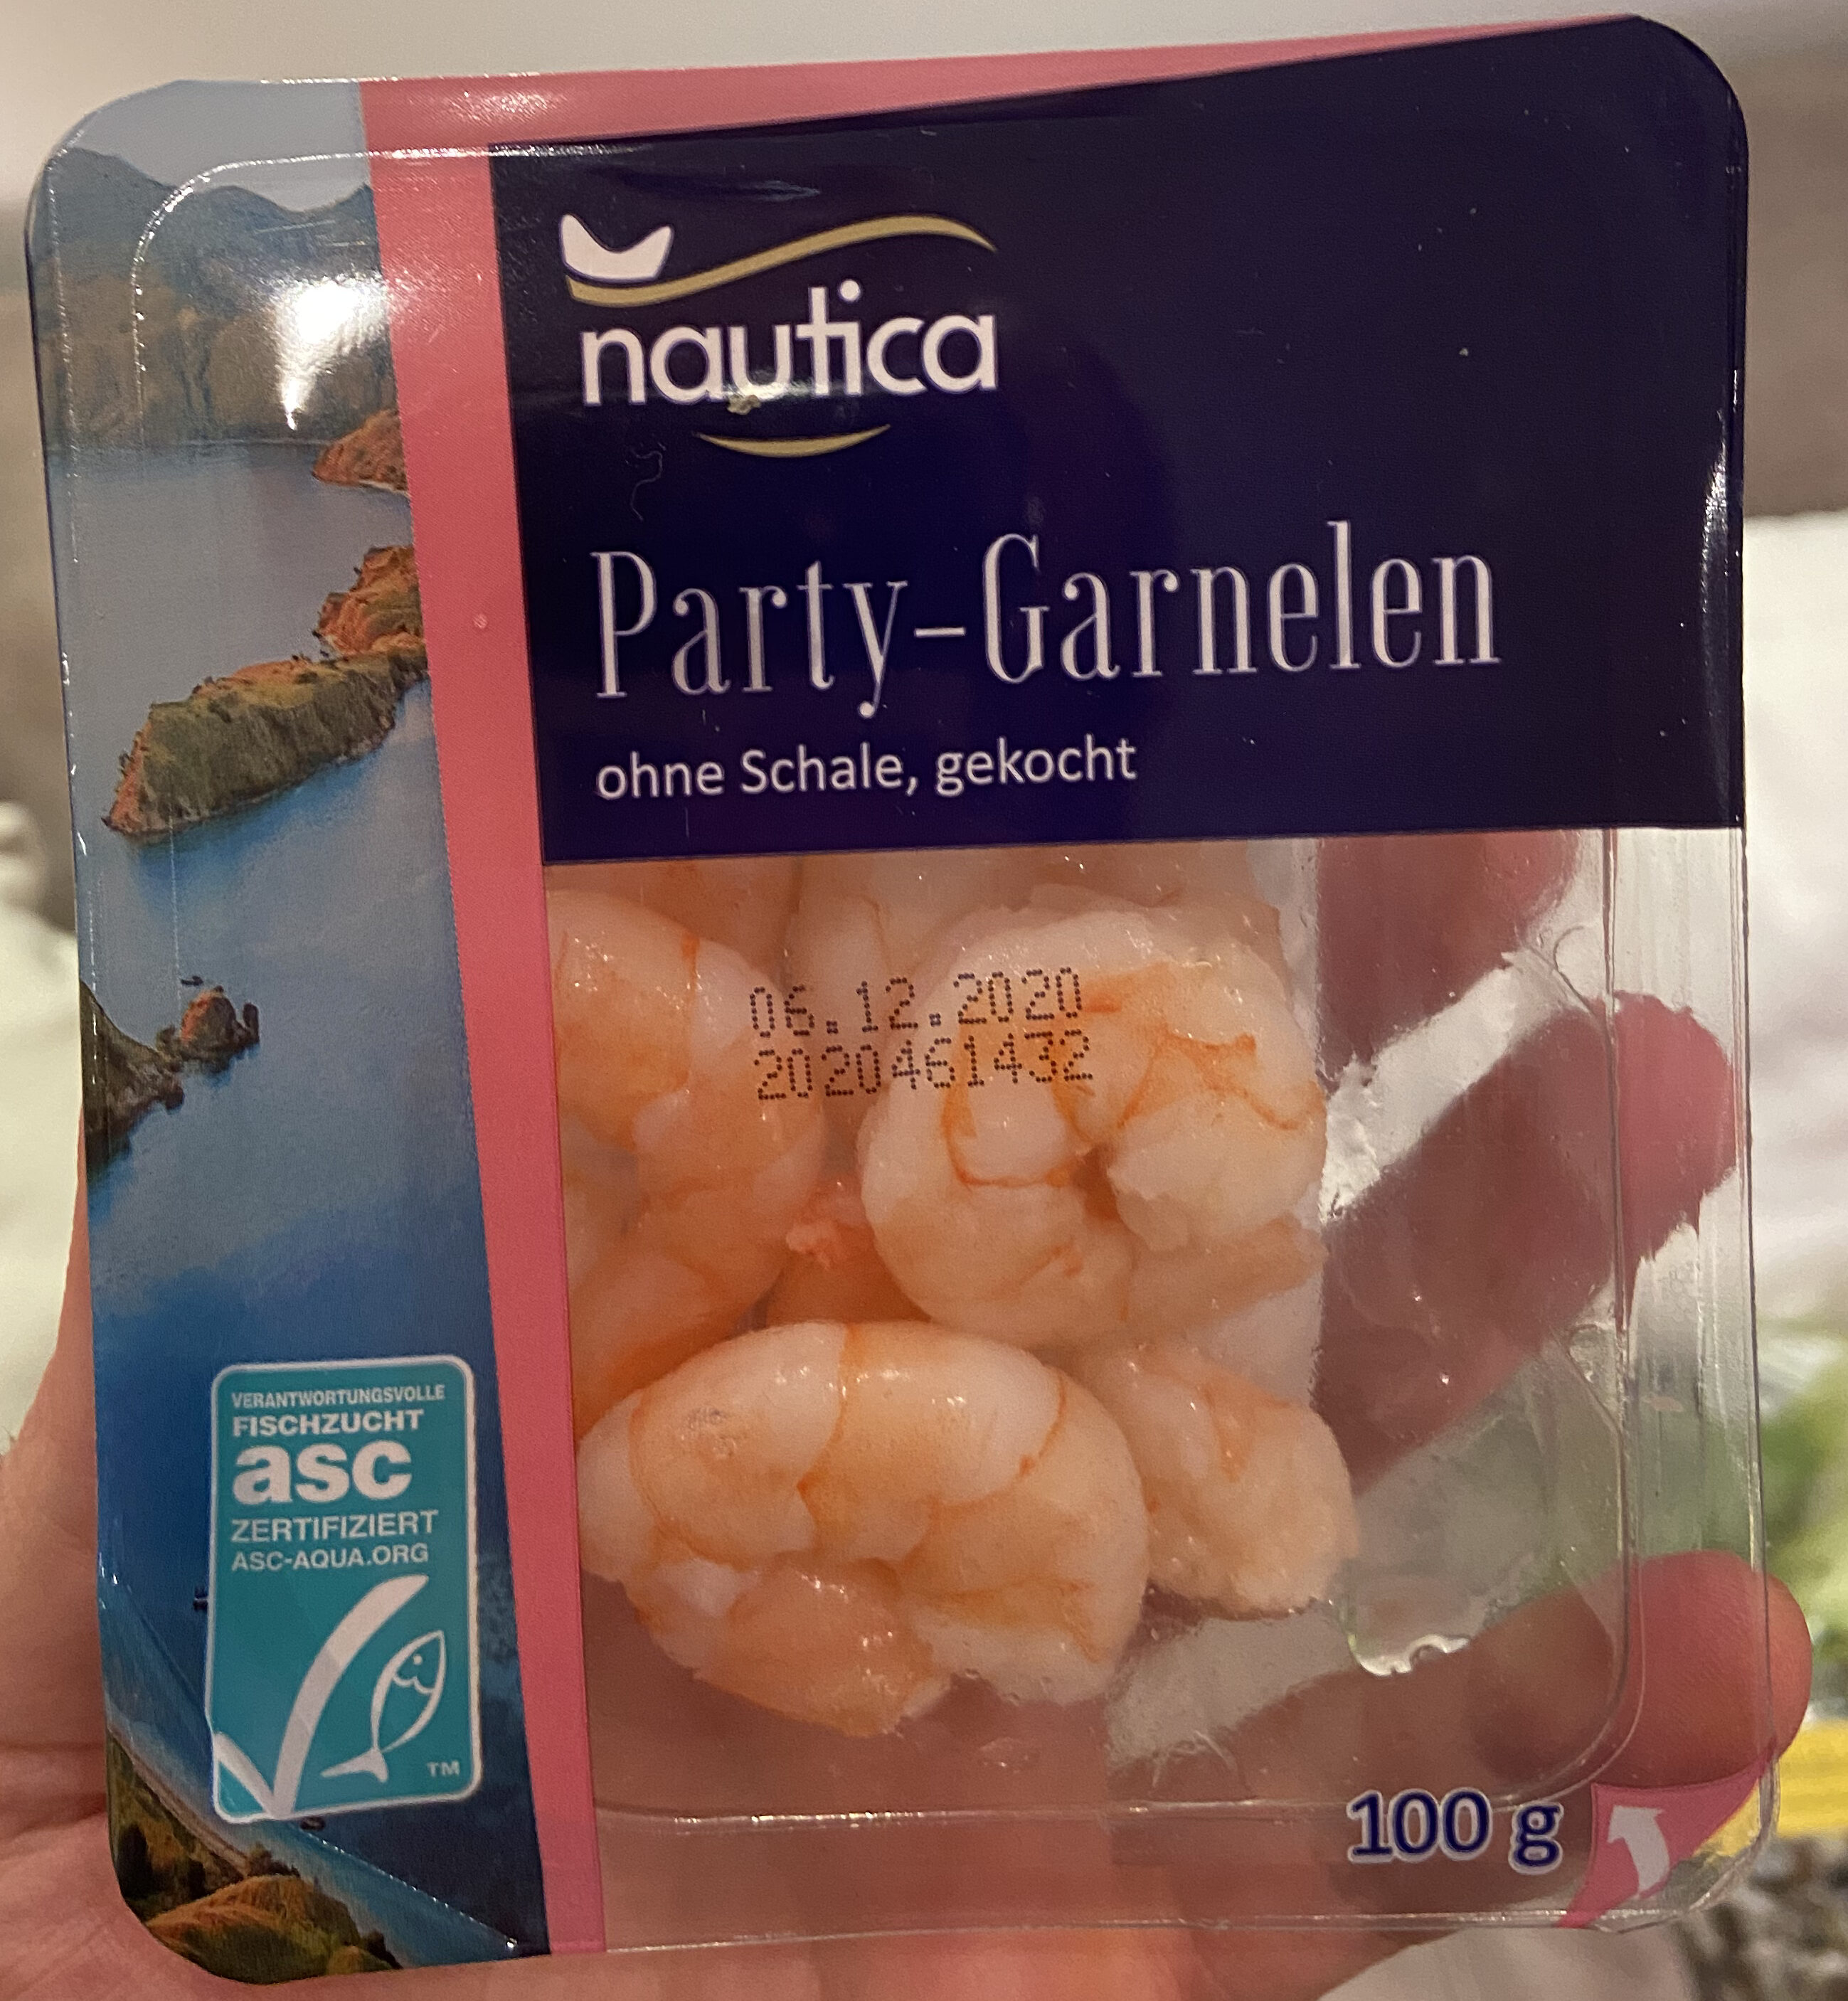 nautica
Party-Garnelen
ohne Schale, gekocht
06.12.2020
2020461432
VERANTWORTUNGSVOLLE
FISCHZUCHT
asc
ZERTIFIZIERT
ASC-AQUA.ORG
TM
100 g